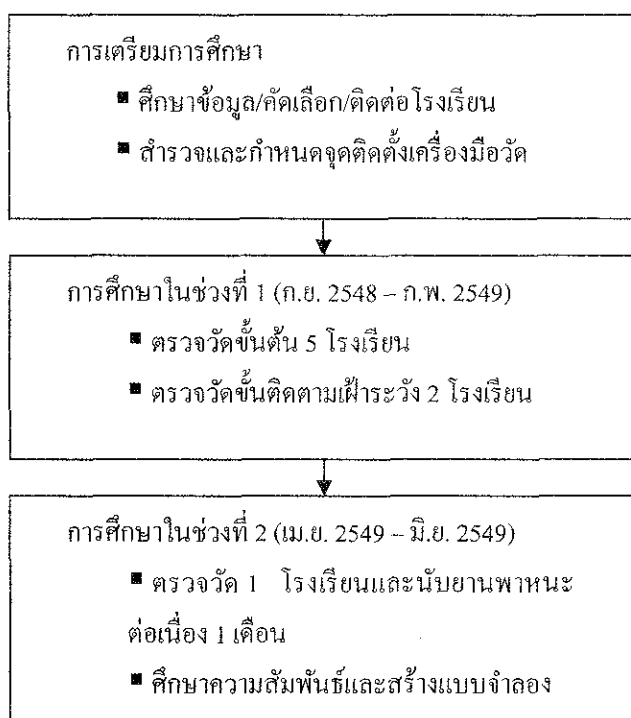 การเตรียมการศึกษา
▪ ศึกษาข้อมูล/คัดเลือก/ติดต่อโรงเรียน
▪ สำรวจและกำหนดจุดติดตั้งเครื่องมือวัด
การศึกษาในช่วงที่ 1 (ก.ย. 2548 – ก.พ. 2549)
▪ ตรวจวัดขั้นต้น 5 โรงเรียน
▪ ตรวจวัดขั้นติดตามเฝ้าระวัง 2 โรงเรียน
การศึกษาในช่วงที่ 2 (เม.ย. 2549 – มิ.ย. 2549)
▪ ตรวจวัด 1 โรงเรียนและนับยานพาหนะ
ต่อเนื่อง 1 เดือน
▪ ศึกษาความสัมพันธ์และสร้างแบบจำลอง